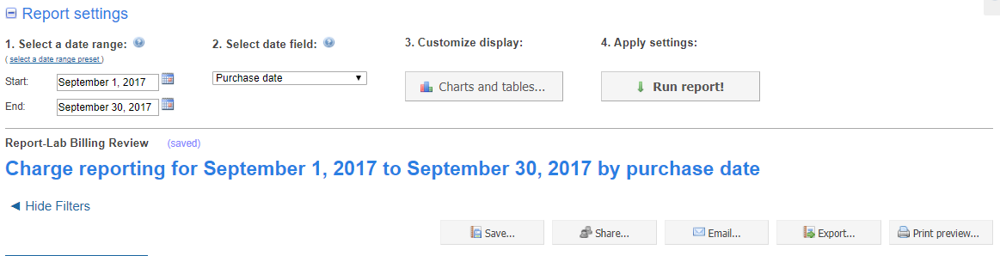 Report settings
1. Select a date range: 2. Select date field: 3. Customize display: 4. Apply settings:
( select a date range preset )
Start: September 1, 2017 Purchase date Charts and tables... Run report!
End: September 30, 2017
Report-Lab Billing Review (saved)
Charge reporting for September 1, 2017 to September 30, 2017 by purchase date
◄ Hide Filters
Save... Share... Email... Export... Print preview...